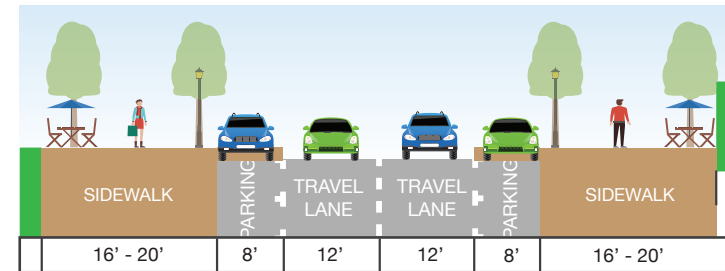 SIDEWALK
PARKING
TRAVEL
LANE
TRAVEL
LANE
PARKING
SIDEWALK
16’ - 20’
8’
12’
12’
8’
16’ - 20’